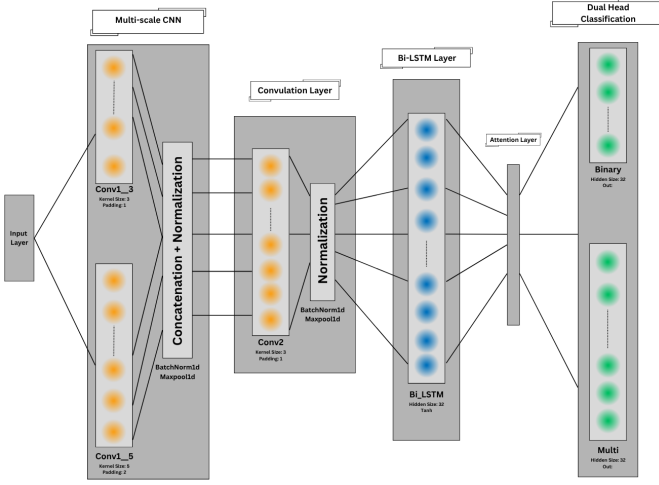 Multi-scale CNN
Conv1__3
Kernel Size: 3
Padding: 1
Input
Layer
Concatenation + Normalization
BatchNorm1d
Maxpool1d
Conv1__5
Kernel Size: 5
Padding: 2
Convulation Layer
Conv2
Kernel Size: 3
Padding: 1
Normalization
BatchNorm1d
Maxpool1d
Bi-LSTM Layer
Bi_LSTM
Hidden Size: 32
Tanh
Attention Layer
Dual Head
Classification
Binary
Hidden Size: 32
Out:
Multi
Hidden Size: 32
Out: